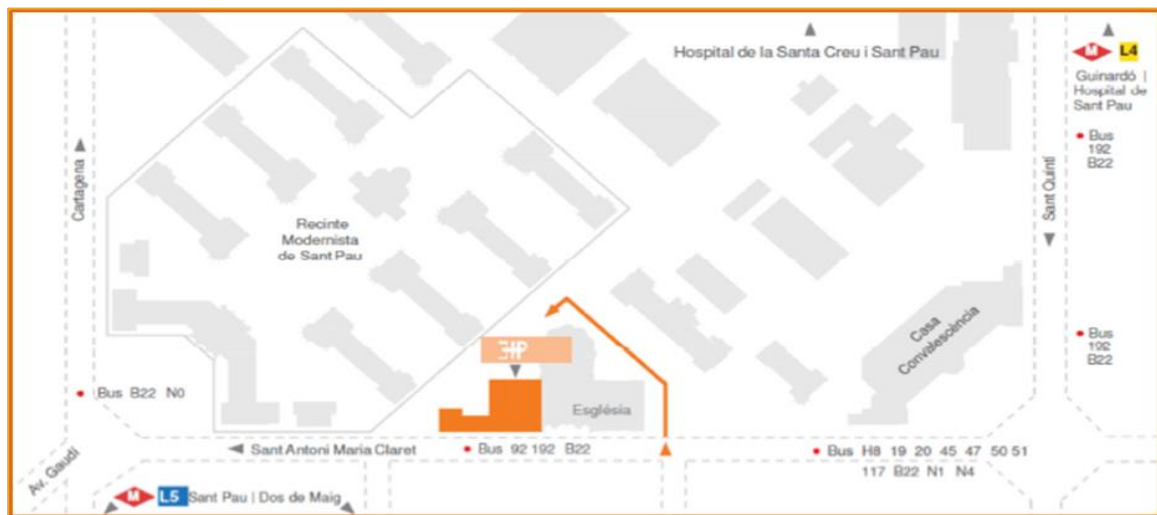 Hospital de la Santa Creu i Sant Pau
M L4
Guinardó |
Hospital de
Sant Pau
Bus
192
B22
Cartagena
Sant Quintí
Recinte
Modernista
de Sant Pau
Casa
Convalescència
Bus
192
B22
Bus B22 N0
Església
Sant Antoni Maria Claret
Bus 92 192 B22
Bus H8 19 20 45 47 50 51
117 B22 N1 N4
Av. Gaudí
M L5 Sant Pau | Dos de Maig